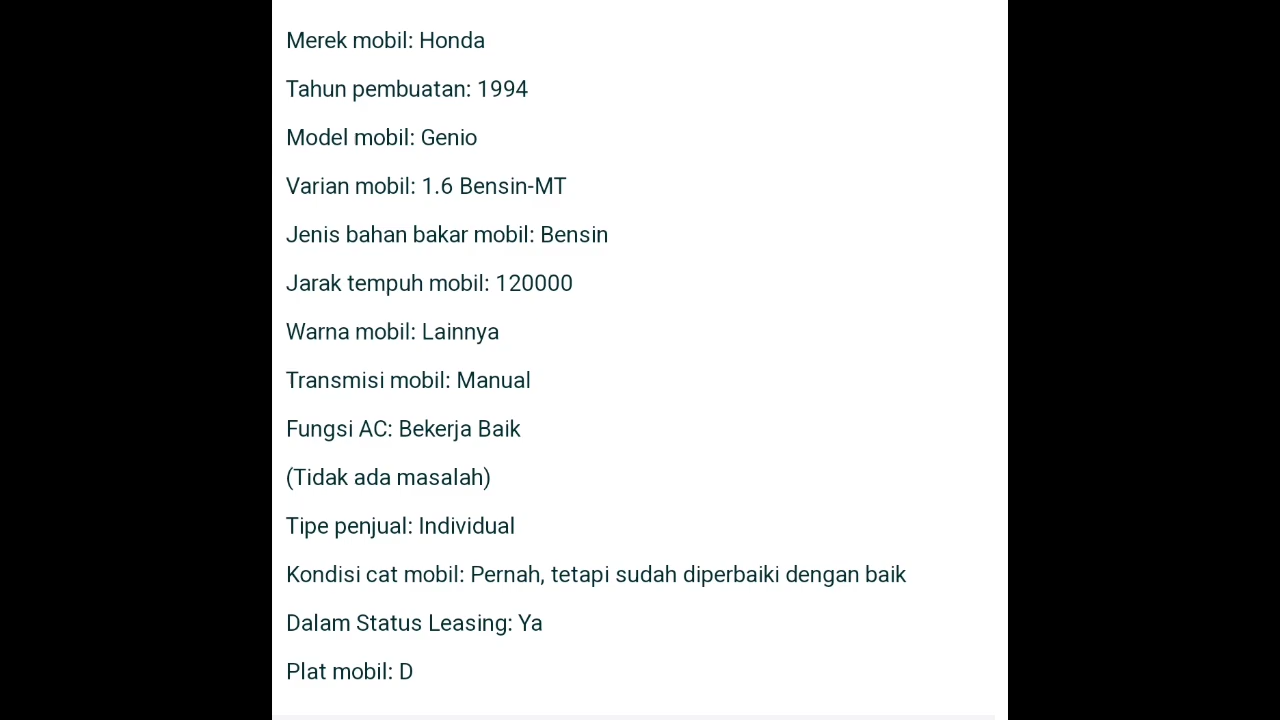 Merek mobil: Honda
Tahun pembuatan: 1994
Model mobil: Genio
Varian mobil: 1.6 Bensin-MT
Jenis bahan bakar mobil: Bensin
Jarak tempuh mobil: 120000
Warna mobil: Lainnya
Transmisi mobil: Manual
Fungsi AC: Bekerja Baik
(Tidak ada masalah)
Tipe penjual: Individual
Kondisi cat mobil: Pernah, tetapi sudah diperbaiki dengan baik
Dalam Status Leasing: Ya
Plat mobil: D